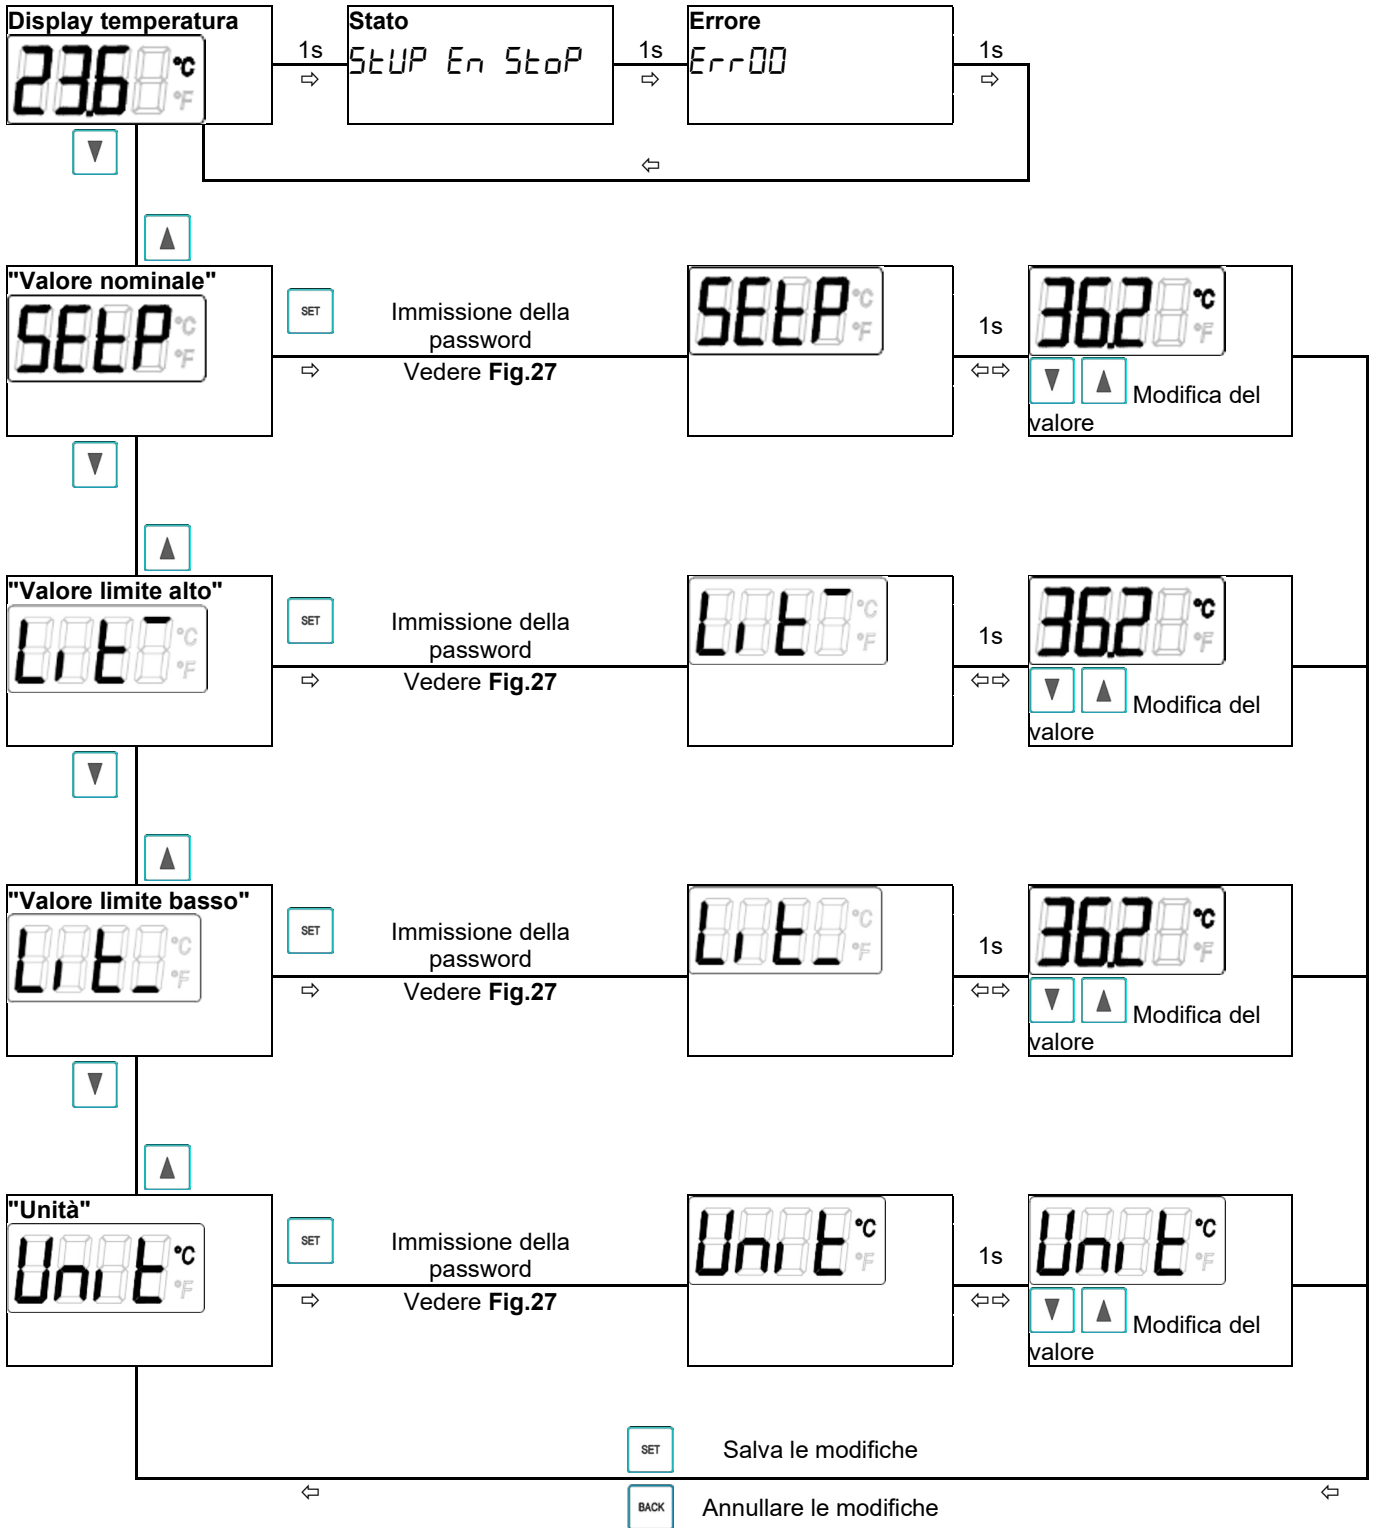 Display temperatura
23.6 °C
°F
1s
⇨
Stato
StUP En StoP
1s
⇨
Errore
Err00
1s
⇨
⇦
▼
▲
"Valore nominale"
SEtP °C
°F
SET
⇨
Immissione della
password
Vedere Fig.27
SEtP °C
°F
1s
⇦⇨
36.2 °C
°F
▼ ▲ Modifica del
valore
▼
▲
"Valore limite alto"
Lit¯ °C
°F
SET
⇨
Immissione della
password
Vedere Fig.27
Lit¯ °C
°F
1s
⇦⇨
36.2 °C
°F
▼ ▲ Modifica del
valore
▼
▲
"Valore limite basso"
Lit_ °C
°F
SET
⇨
Immissione della
password
Vedere Fig.27
Lit_ °C
°F
1s
⇦⇨
36.2 °C
°F
▼ ▲ Modifica del
valore
▼
▲
"Unità"
Unit °C
°F
SET
⇨
Immissione della
password
Vedere Fig.27
Unit °C
°F
1s
⇦⇨
Unit °C
°F
▼ ▲ Modifica del
valore
SET Salva le modifiche
⇦ ⇦
BACK Annullare le modifiche